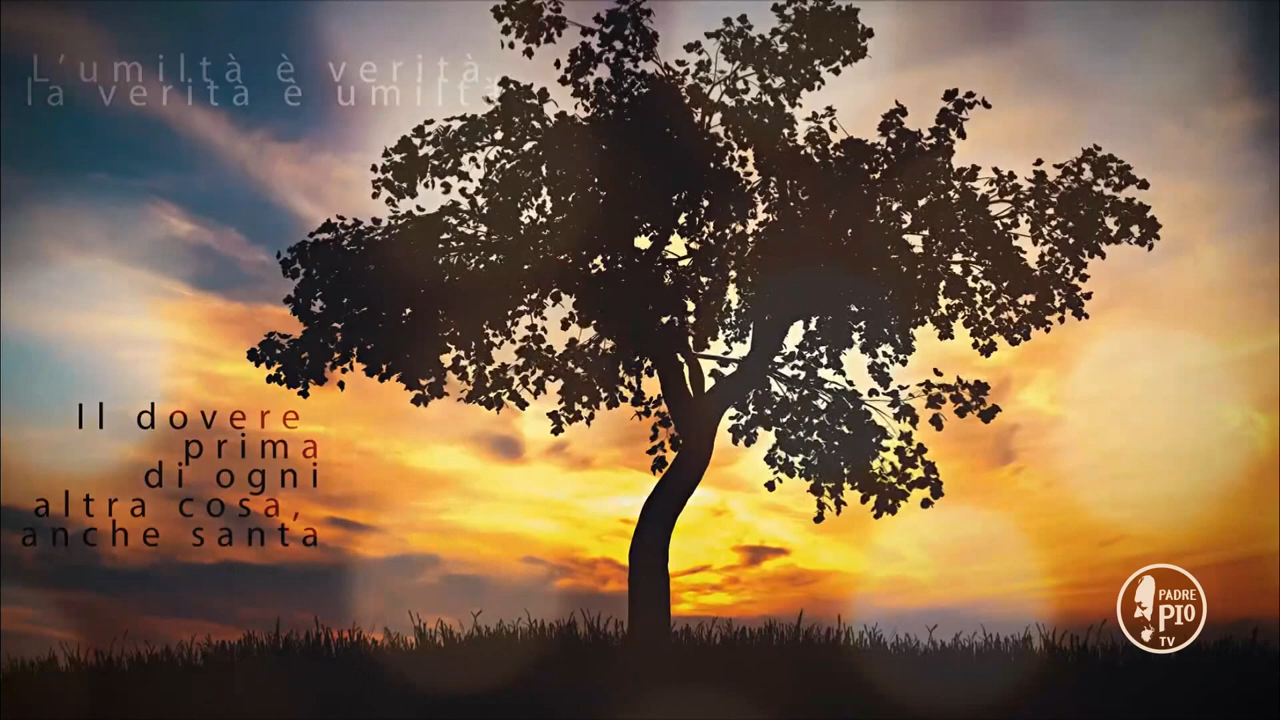 L'umiltà è verità,
la verità è umiltà
Il dovere
prima
di ogni
altra cosa,
anche santa
PADRE
PIO
TV